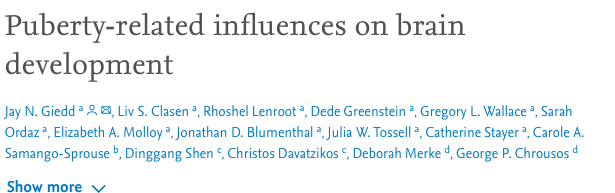 Puberty-related influences on brain
development
Jay N. Giedd a, Liv S. Clasen a, Rhoshel Lenroot a, Dede Greenstein a, Gregory L. Wallace a, Sarah
Ordaz a, Elizabeth A. Molloy a, Jonathan D. Blumenthal a, Julia W. Tossell a, Catherine Stayer a, Carole A.
Samango-Sprouse b, Dinggang Shen c, Christos Davatzikos c, Deborah Merke d, George P. Chrousos d
Show more